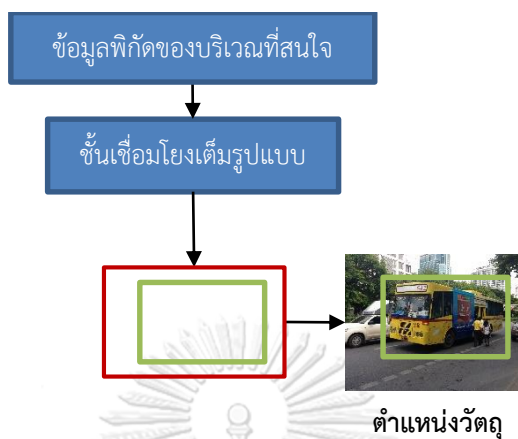 ข้อมูลพิกัดของบริเวณที่สนใจ
ชั้นเชื่อมโยงเต็มรูปแบบ
ตำแหน่งวัตถุ